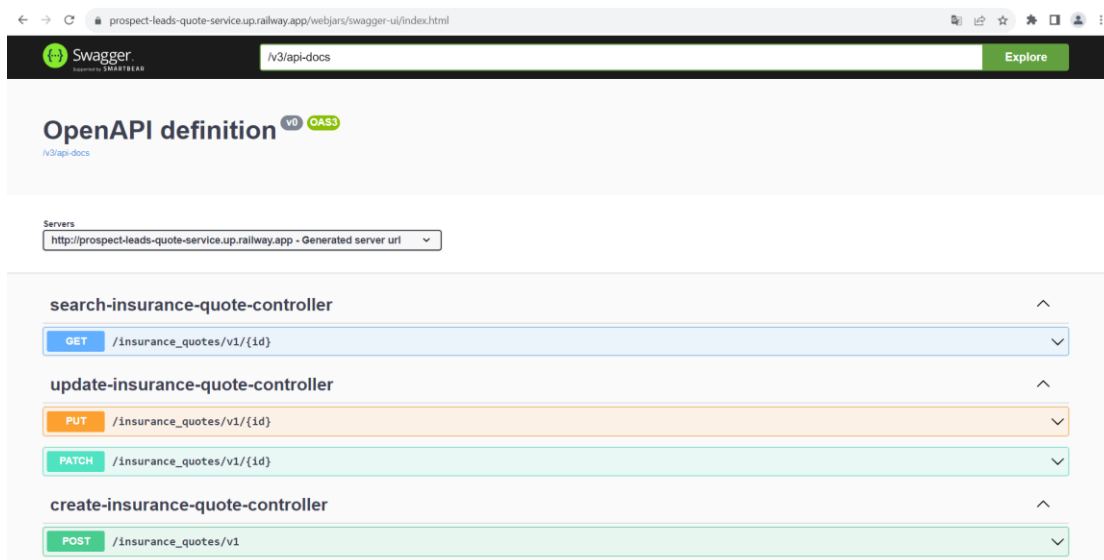 prospect-leads-quote-service.up.railway.app/webjars/swagger-ui/index.html
Swagger.
Supported by SMARTBEAR
/v3/api-docs
Explore
OpenAPI definition v0 OAS3
/v3/api-docs
Servers
http://prospect-leads-quote-service.up.railway.app - Generated server url
search-insurance-quote-controller
GET /insurance_quotes/v1/{id}
update-insurance-quote-controller
PUT /insurance_quotes/v1/{id}
PATCH /insurance_quotes/v1/{id}
create-insurance-quote-controller
POST /insurance_quotes/v1